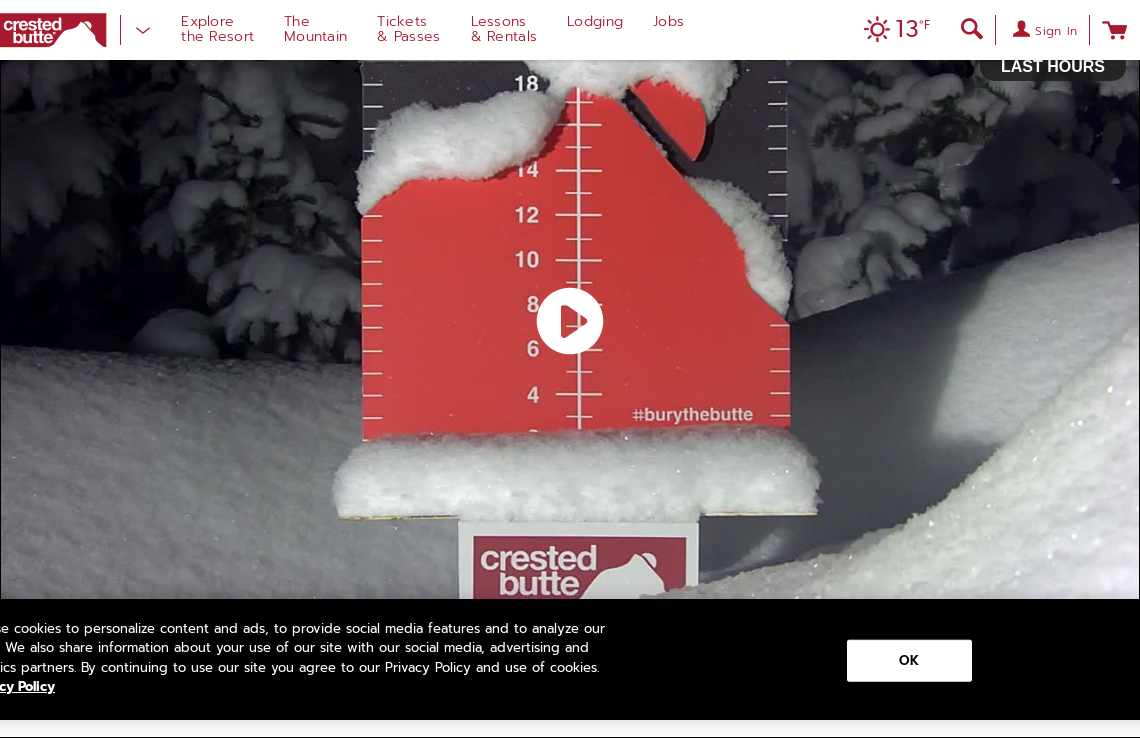 crested
butte
Explore
the Resort
The
Mountain
Tickets
& Passes
Lessons
& Rentals
Lodging
Jobs
13°F
Sign In
LAST HOURS
18
14
12
10
8
6
4
#burythebutte
crested
butte
cookies to personalize content and ads, to provide social media features and to analyze our
We also share information about your use of our site with our social media, advertising and
partners. By continuing to use our site you agree to our Privacy Policy and use of cookies.
Policy
OK